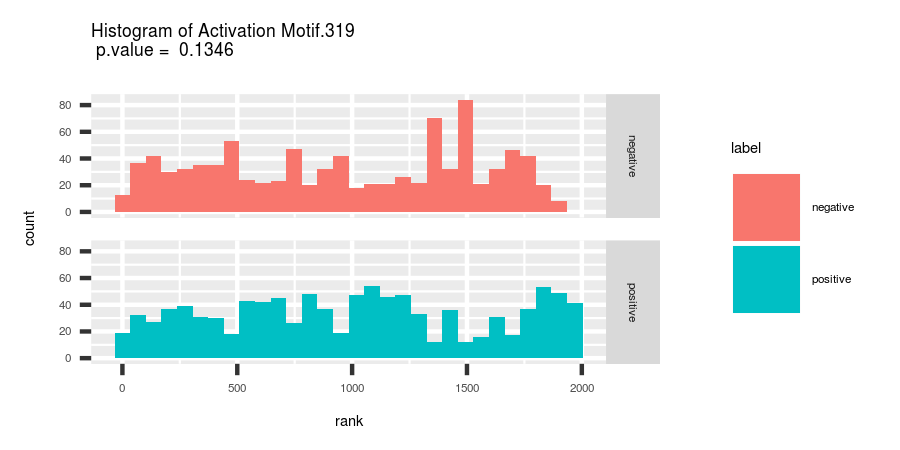 Histogram of Activation Motif.319
p.value = 0.1346
count
80
60
40
20
0
negative
80
60
40
20
0
positive
0 500 1000 1500 2000
rank
label
negative
positive